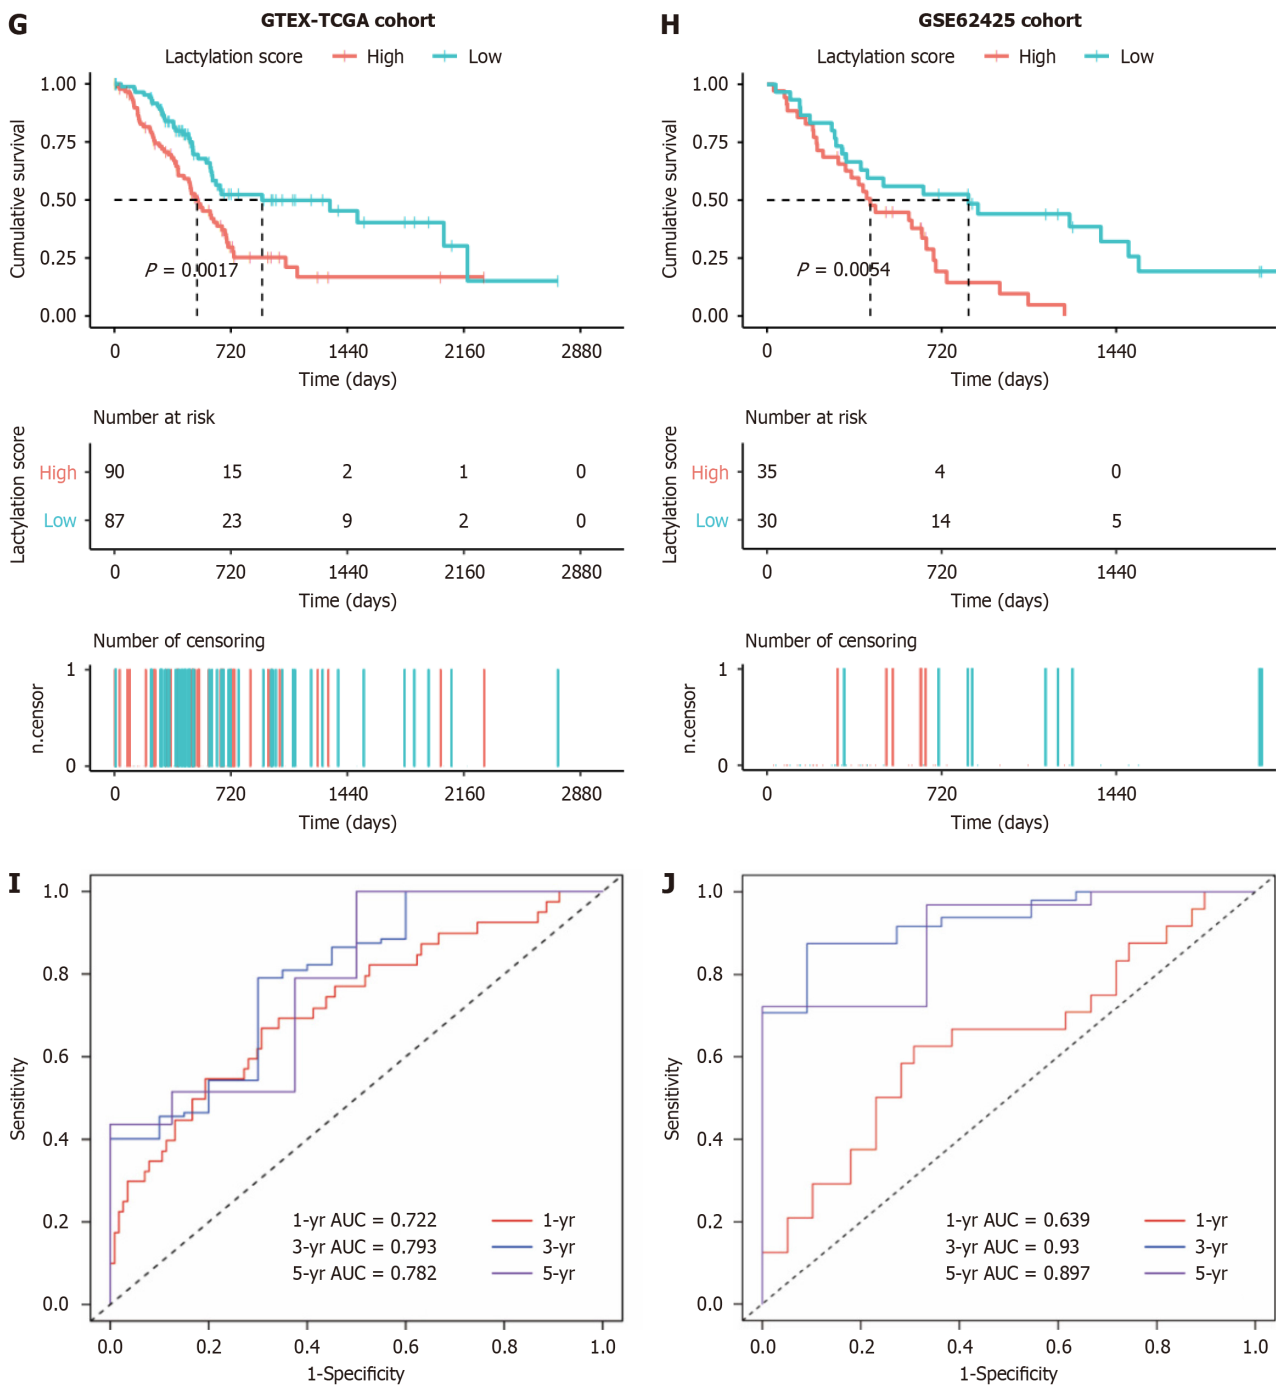 G
GTEX-TCGA cohort
Lactylation score High Low
Cumulative survival
1.00
0.75
0.50
0.25
0.00
P = 0.0017
0 720 1440 2160 2880
Time (days)
Number at risk
Lactylation score
High 90 15 2 1 0
Low 87 23 9 2 0
0 720 1440 2160 2880
Time (days)
Number of censoring
n.censor
1
0
0 720 1440 2160 2880
Time (days)
H
GSE62425 cohort
Lactylation score High Low
Cumulative survival
1.00
0.75
0.50
0.25
0.00
P = 0.0054
0 720 1440
Time (days)
Number at risk
Lactylation score
High 35 4 0
Low 30 14 5
0 720 1440
Time (days)
Number of censoring
n.censor
1
0
0 720 1440
Time (days)
I
Sensitivity
1.0
0.8
0.6
0.4
0.2
0.0
1-yr AUC = 0.722 1-yr
3-yr AUC = 0.793 3-yr
5-yr AUC = 0.782 5-yr
0.0 0.2 0.4 0.6 0.8 1.0
1-Specificity
J
Sensitivity
1.0
0.8
0.6
0.4
0.2
0.0
1-yr AUC = 0.639 1-yr
3-yr AUC = 0.93 3-yr
5-yr AUC = 0.897 5-yr
0.0 0.2 0.4 0.6 0.8 1.0
1-Specificity